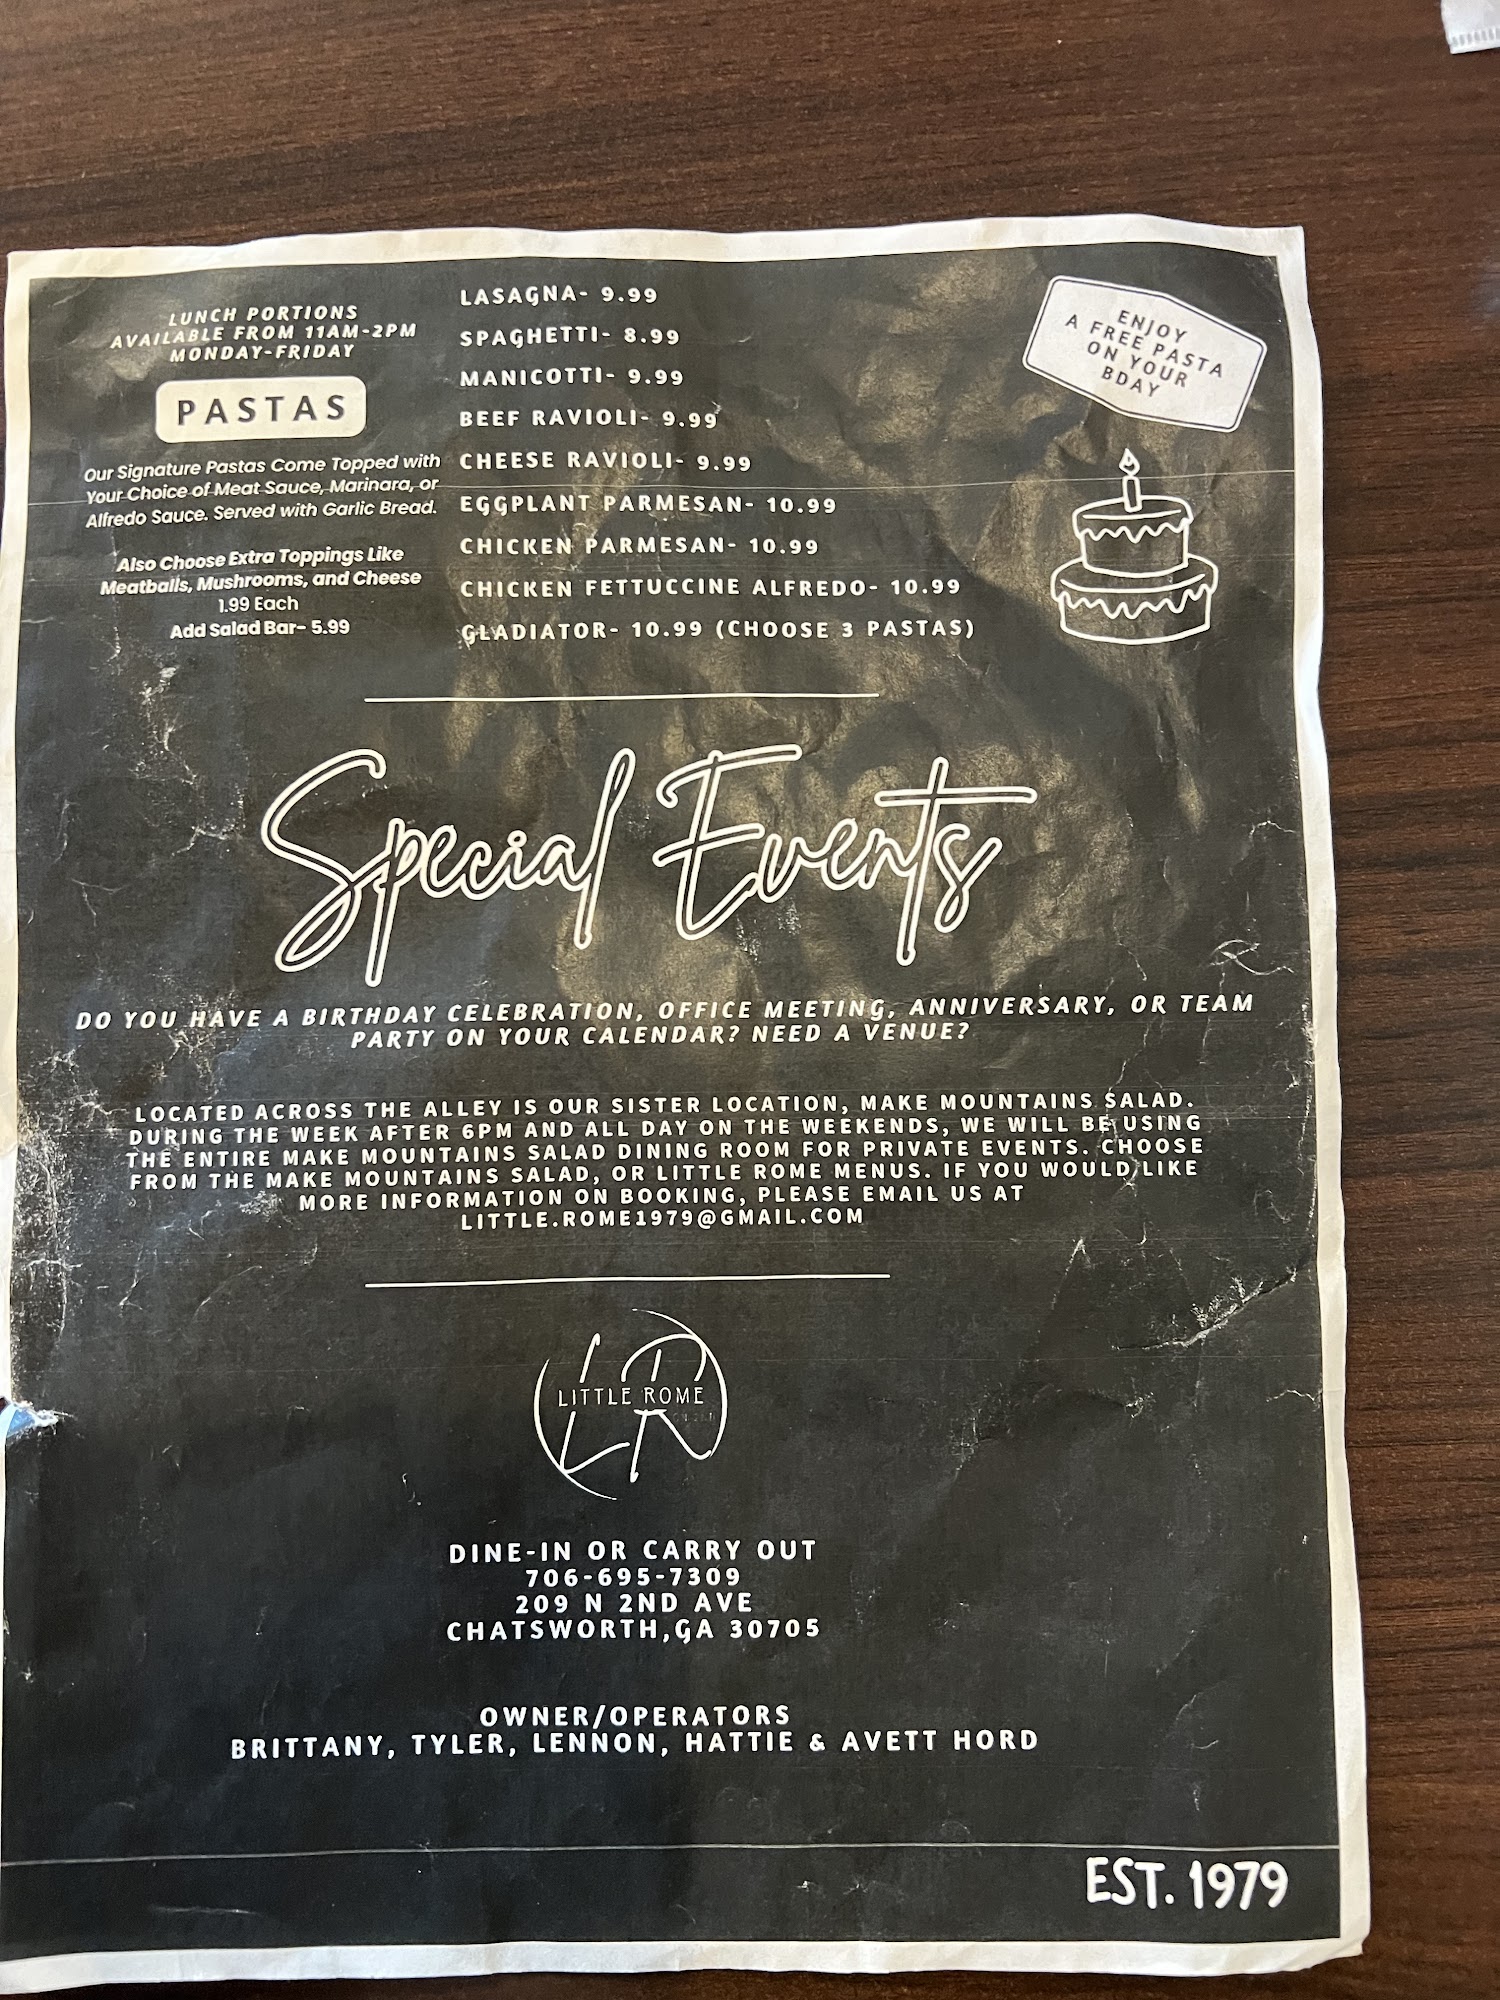 LUNCH PORTIONS
AVAILABLE FROM 11AM-2PM
MONDAY-FRIDAY
PASTAS
Our Signature Pastas Come Topped with
Your Choice of Meat Sauce, Marinara, or
Alfredo Sauce. Served with Garlic Bread.
Also Choose Extra Toppings Like
Meatballs, Mushrooms, and Cheese
1.99 Each
Add Salad Bar- 5.99
LASAGNA- 9.99
SPAGHETTI- 8.99
MANICOTTI- 9.99
BEEF RAVIOLI- 9.99
CHEESE RAVIOLI- 9.99
EGGPLANT PARMESAN- 10.99
CHICKEN PARMESAN- 10.99
CHICKEN FETTUCCINE ALFREDO- 10.99
GLADIATOR- 10.99 (CHOOSE 3 PASTAS)
ENJOY
A FREE PASTA
ON YOUR
BDAY
Special Events
DO YOU HAVE A BIRTHDAY CELEBRATION, OFFICE MEETING, ANNIVERSARY, OR TEAM
PARTY ON YOUR CALENDAR? NEED A VENUE?
LOCATED ACROSS THE ALLEY IS OUR SISTER LOCATION, MAKE MOUNTAINS SALAD.
DURING THE WEEK AFTER 6PM AND ALL DAY ON THE WEEKENDS, WE WILL BE USING
THE ENTIRE MAKE MOUNTAINS SALAD DINING ROOM FOR PRIVATE EVENTS. CHOOSE
FROM THE MAKE MOUNTAINS SALAD, OR LITTLE ROME MENUS. IF YOU WOULD LIKE
MORE INFORMATION ON BOOKING, PLEASE EMAIL US AT
LITTLE.ROME1979@GMAIL.COM
LR
LITTLE ROME
DINE-IN OR CARRY OUT
706-695-7309
209 N 2ND AVE
CHATSWORTH,GA 30705
OWNER/OPERATORS
BRITTANY, TYLER, LENNON, HATTIE & AVETT HORD
EST. 1979